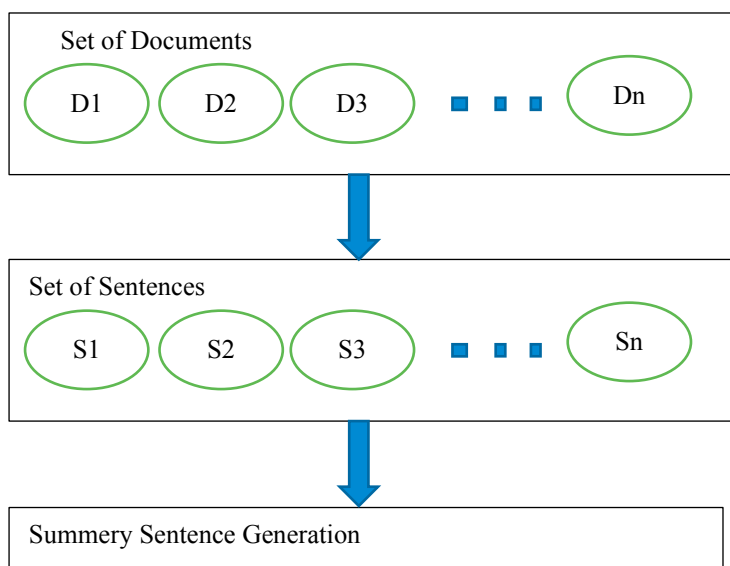 Set of Documents
D1 D2 D3 Dn
Set of Sentences
S1 S2 S3 Sn
Summery Sentence Generation